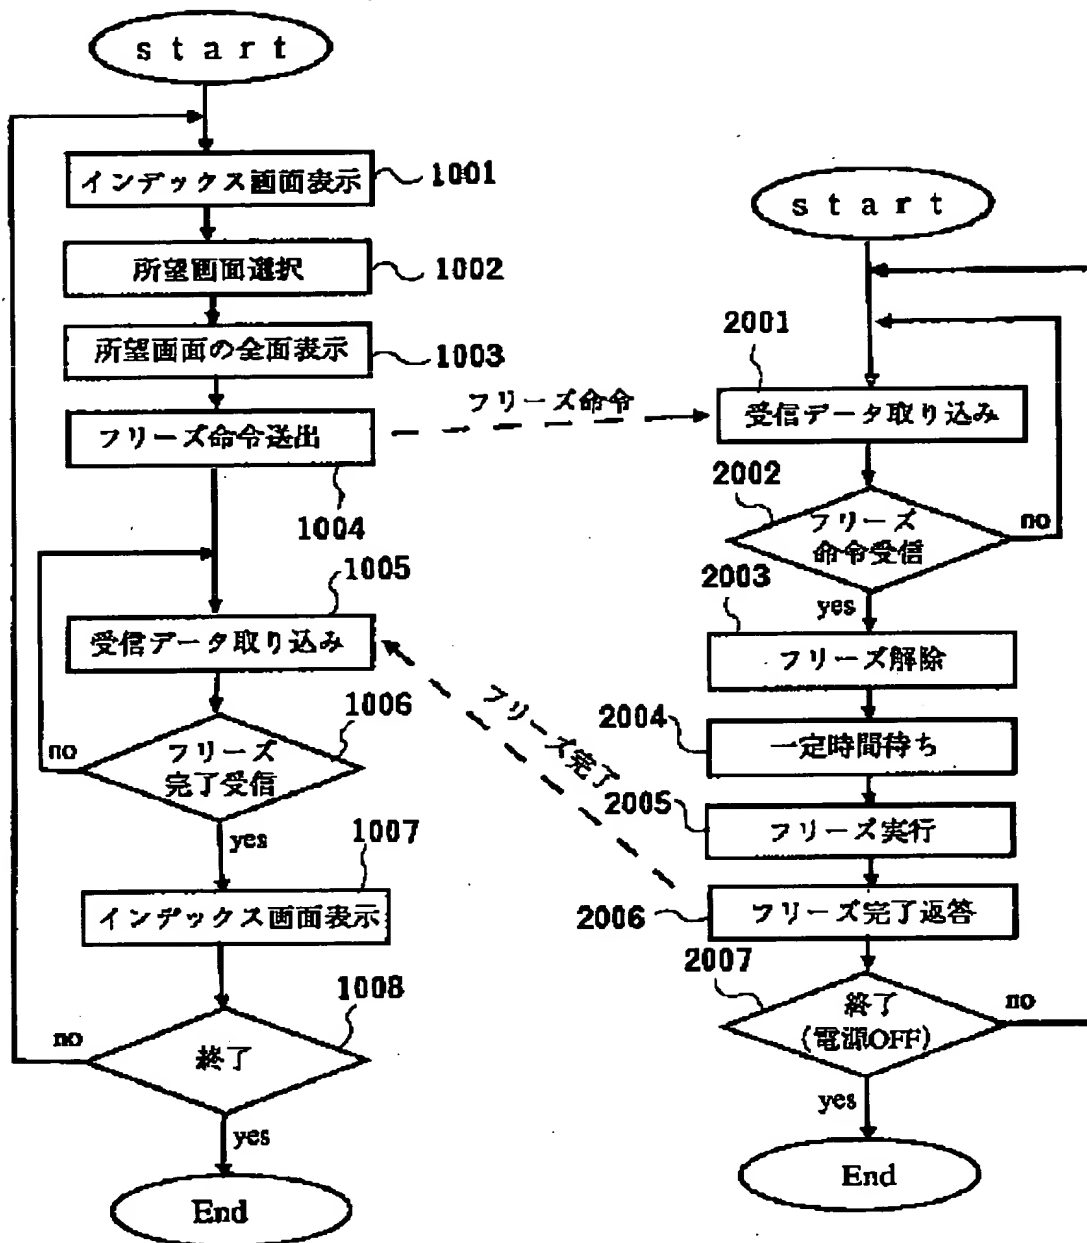 start
インデックス画面表示
1001
所望画面選択
1002
所望画面の全面表示
1003
フリーズ命令送出
1004
フリーズ命令
1005
受信データ取り込み
1006
フリーズ
完了受信
no
yes
1007
インデックス画面表示
1008
終了
no
yes
End
start
2001
受信データ取り込み
2002
フリーズ
命令受信
no
yes
2003
フリーズ解除
2004
一定時間待ち
2005
フリーズ実行
2006
フリーズ完了返答
フリーズ完了
2007
終了
(電源OFF)
no
yes
End